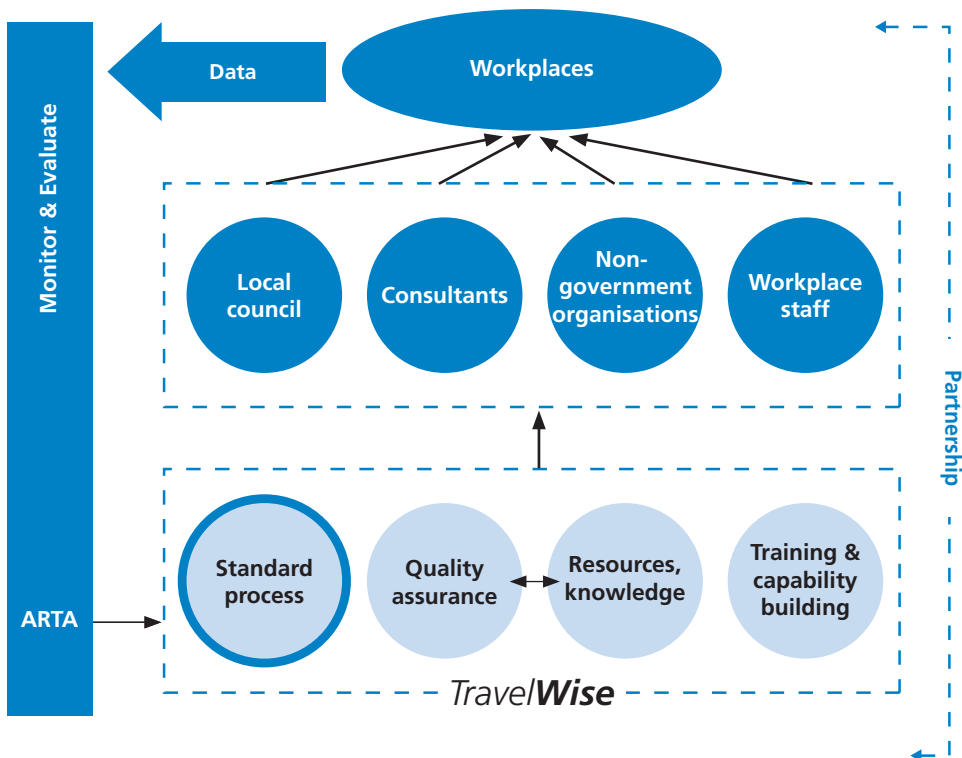 Data
Workplaces
Monitor & Evaluate
Local
council
Consultants
Non-
government
organisations
Workplace
staff
Partnership
Standard
process
Quality
assurance
Resources,
knowledge
Training &
capability
building
ARTA
TravelWise